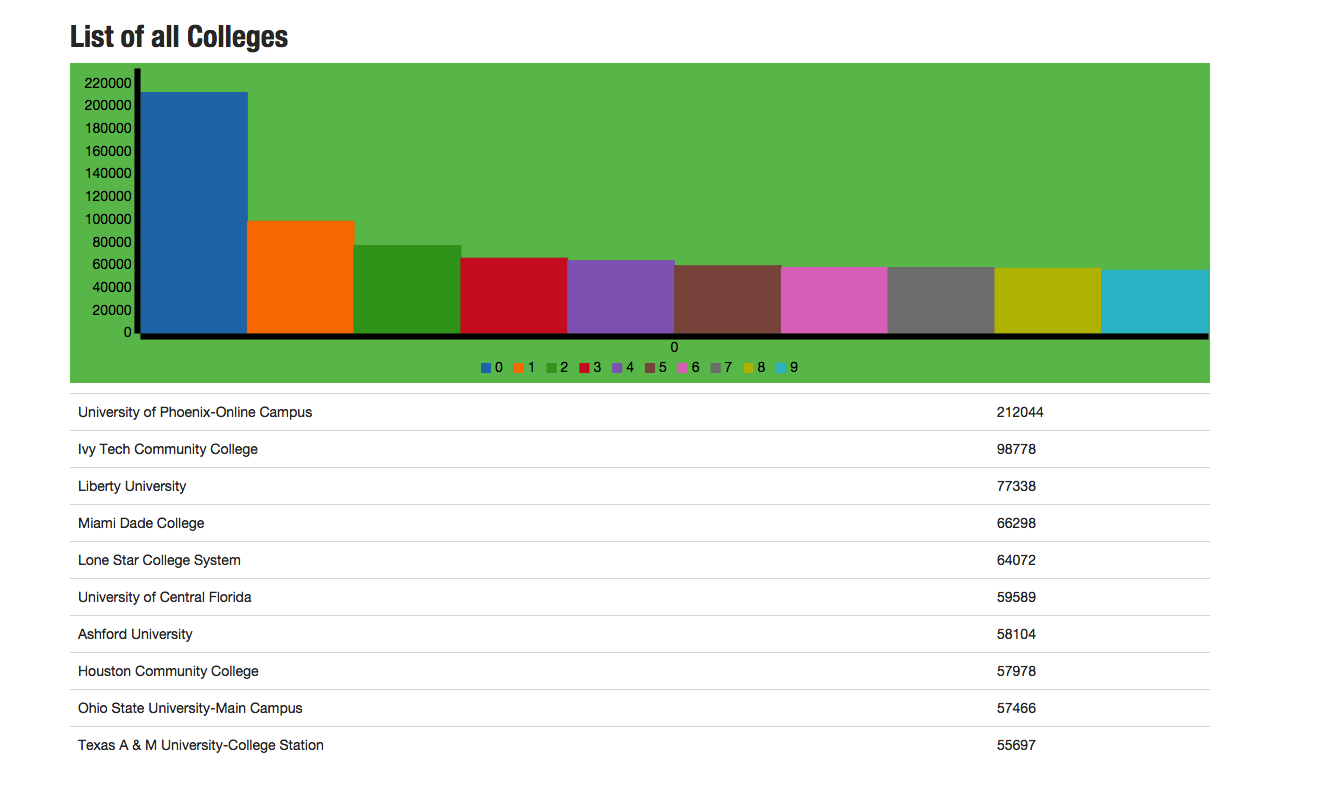 List of all Colleges
220000
200000
180000
160000
140000
120000
100000
80000
60000
40000
20000
0
0
0 1 2 3 4 5 6 7 8 9
University of Phoenix-Online Campus 212044
Ivy Tech Community College 98778
Liberty University 77338
Miami Dade College 66298
Lone Star College System 64072
University of Central Florida 59589
Ashford University 58104
Houston Community College 57978
Ohio State University-Main Campus 57466
Texas A & M University-College Station 55697